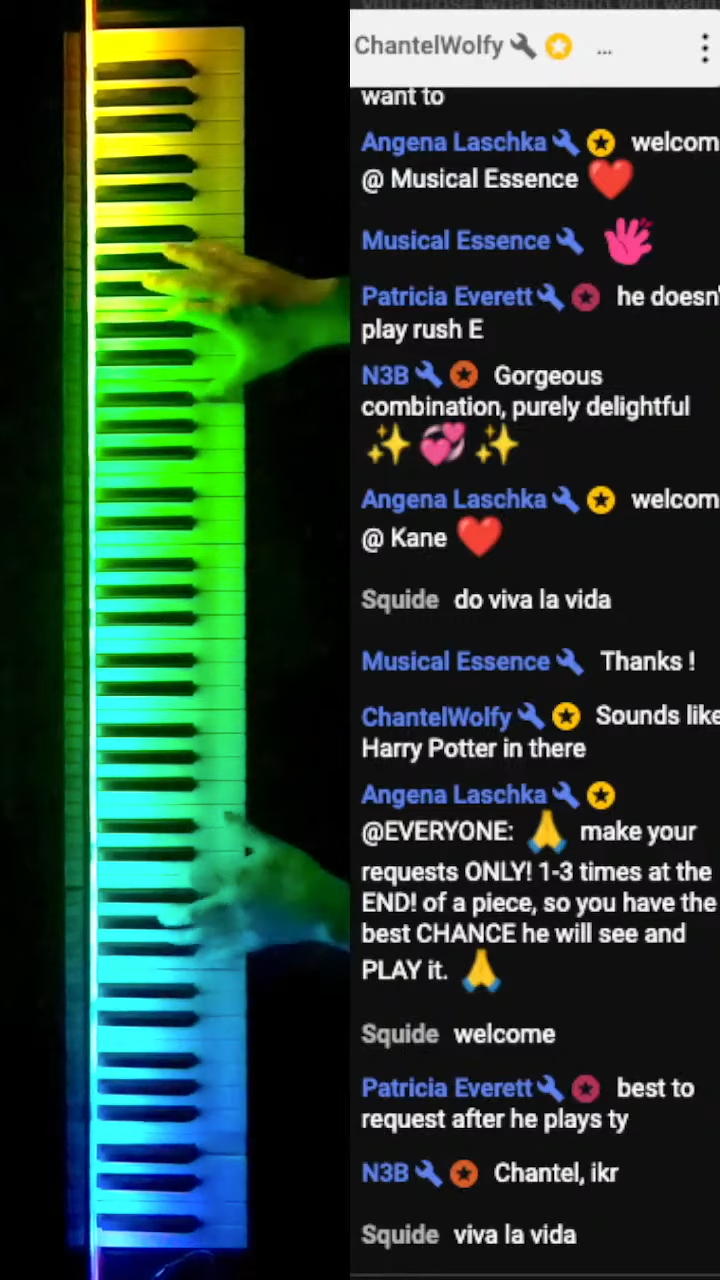 ChantelWolfy ...
want to
Angena Laschka welcom
@ Musical Essence
Musical Essence
Patricia Everett he doesn'
play rush E
N3B Gorgeous
combination, purely delightful
Angena Laschka welcom
@ Kane
Squide do viva la vida
Musical Essence Thanks !
ChantelWolfy Sounds like
Harry Potter in there
Angena Laschka
@EVERYONE: make your
requests ONLY! 1-3 times at the
END! of a piece, so you have the
best CHANCE he will see and
PLAY it.
Squide welcome
Patricia Everett best to
request after he plays ty
N3B Chantel, ikr
Squide viva la vida